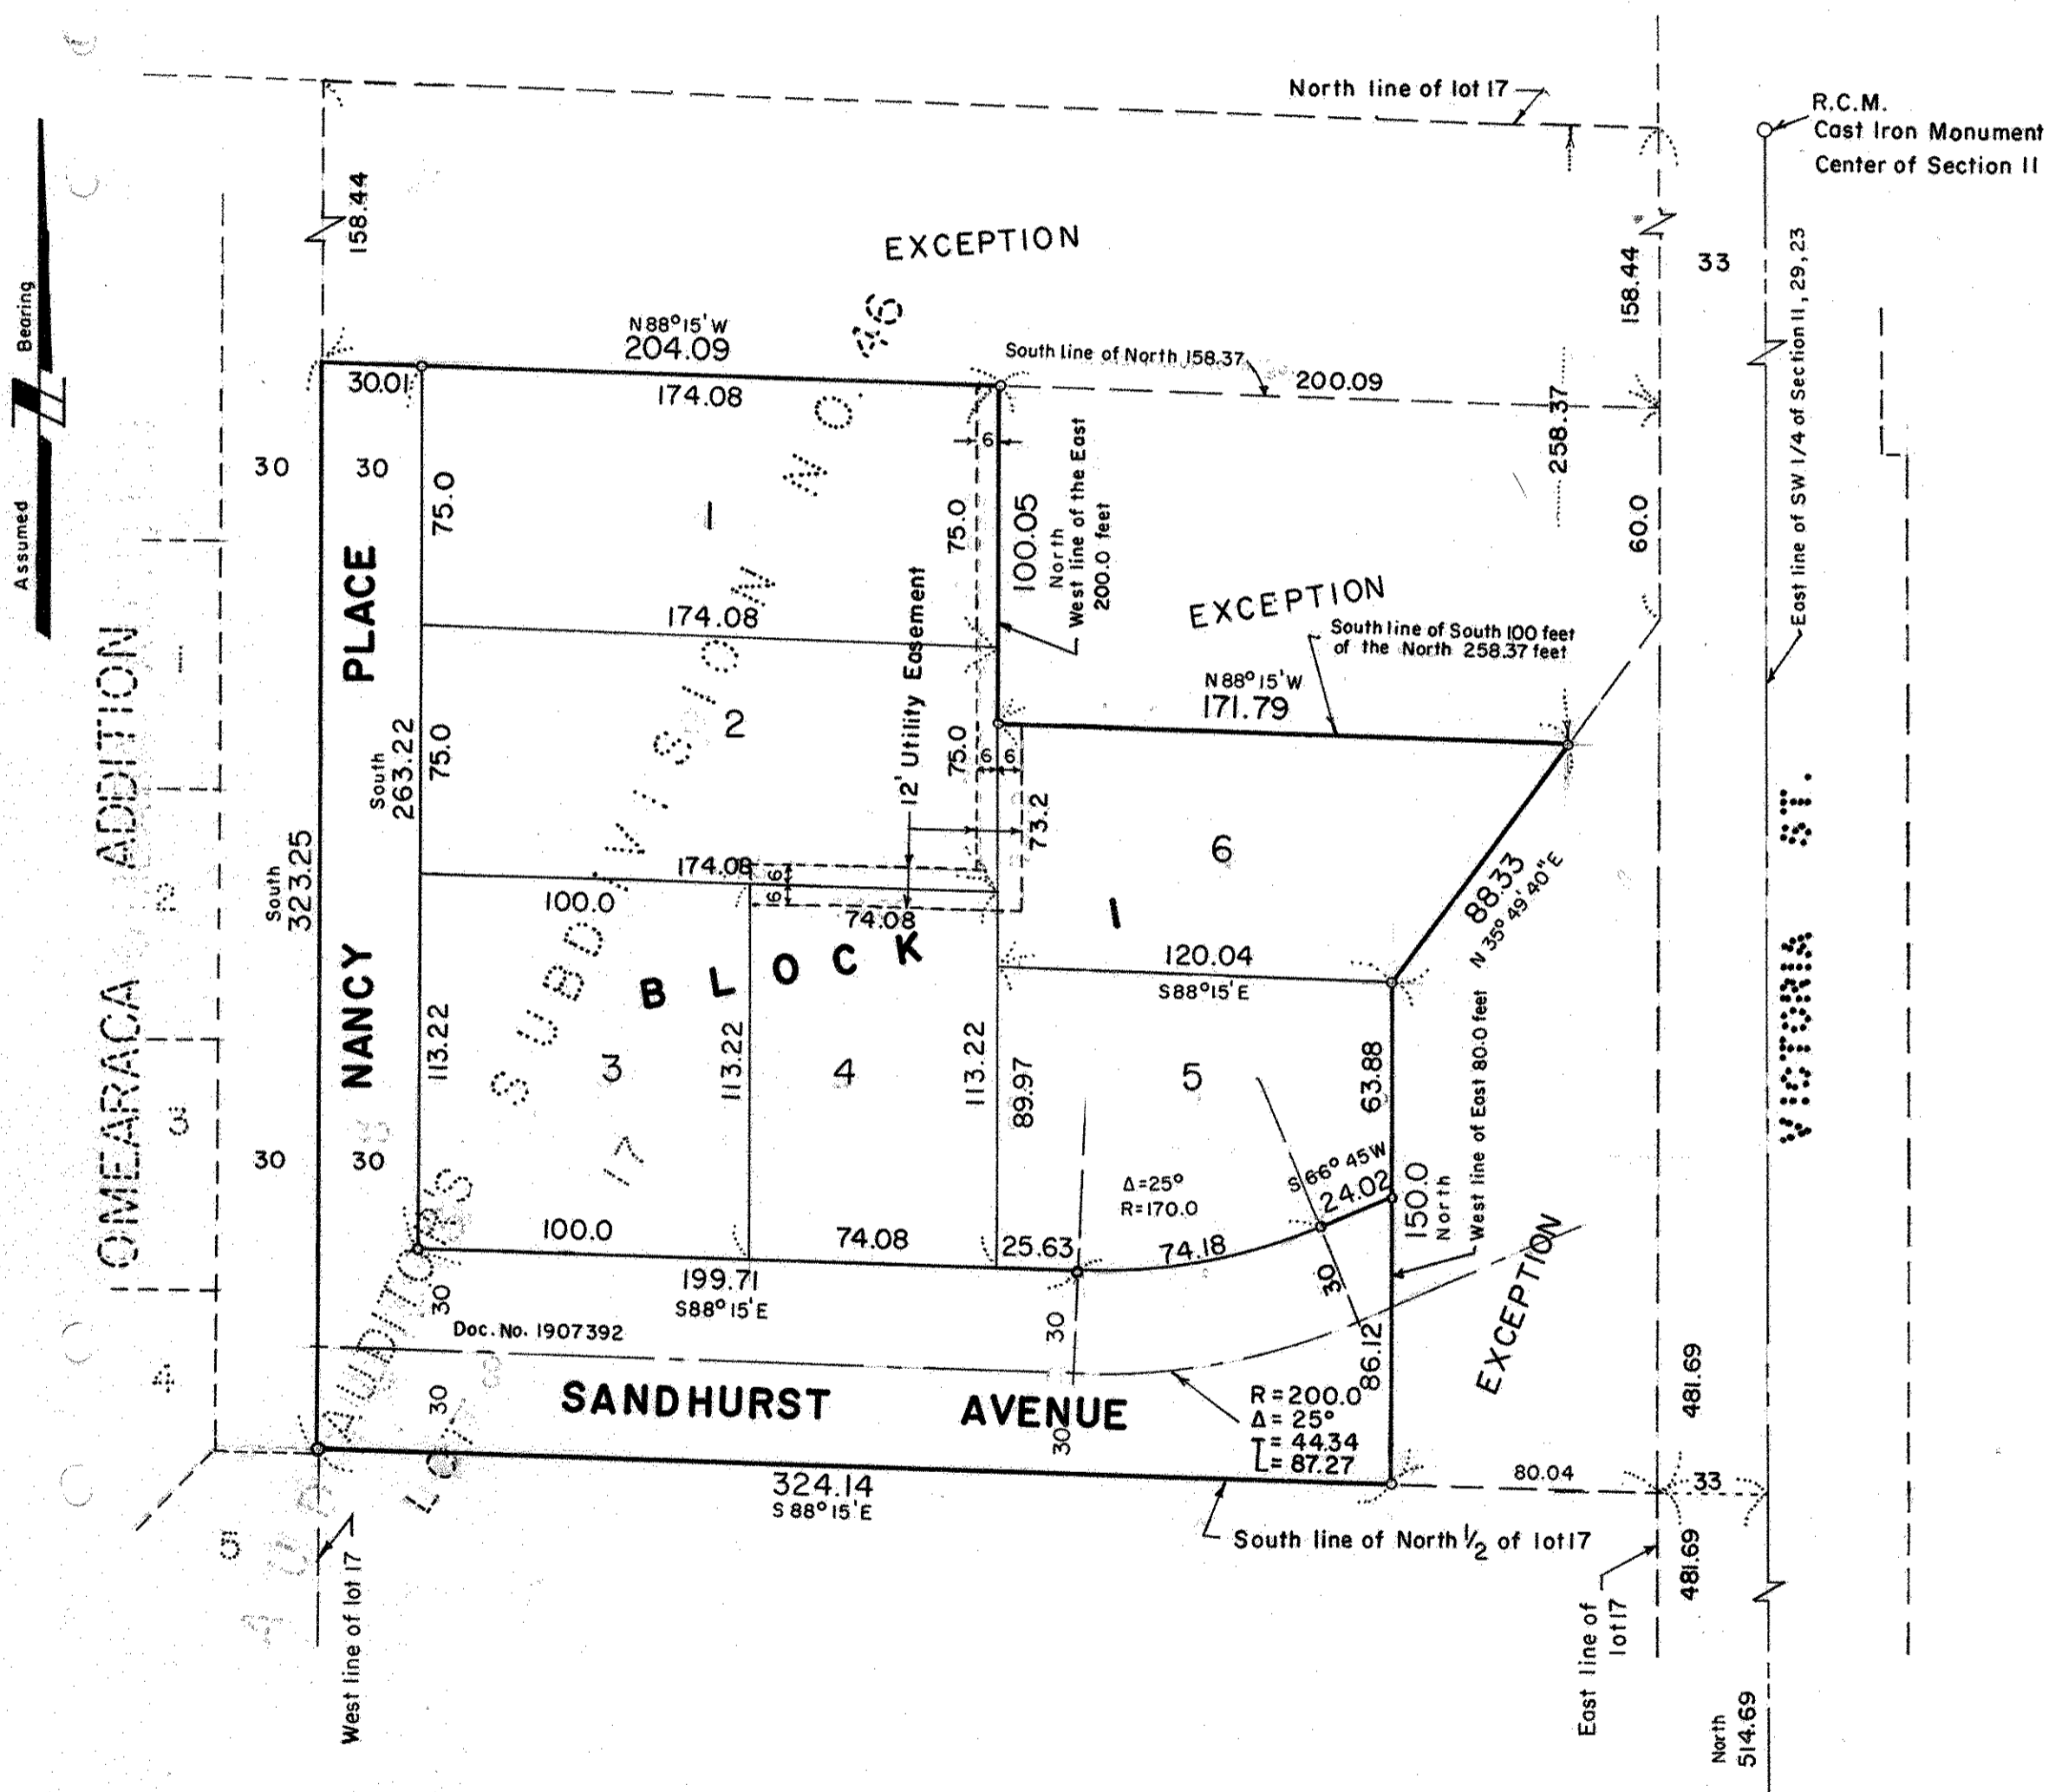 North line of lot 17
R.C.M.
Cast Iron Monument
Center of Section 11
158.44
EXCEPTION
158.44
33
East line of SW 1/4 of Section 11, 29, 23
Assumed Bearing
N 88° 15' W
204.09
30.01
174.08
South line of North 158.37
200.09
258.37
60.0
30
30
75.0
1
6
75.0
100.05
North
West line of the East
200.0 feet
EXCEPTION
South line of South 100 feet
of the North 258.37 feet
N 88° 15' W
171.79
174.08
12' Utility Easement
2
75.0
75.0
6
6
73.2
South
263.22
South
323.25
NANCY PLACE
OMEARACA ADDITION
1
2
3
4
5
AUDITOR'S SUBDIVISION NO. 46
LOT 17
174.08
6
6
100.0
74.08
BLOCK 1
6
88.33
N 35° 49' 40" E
VICTORIA ST.
120.04
S 88° 15' E
113.22
3
113.22
4
113.22
89.97
5
63.88
West line of East 80.0 feet
30
30
Δ = 25°
R = 170.0
S 66° 45 W
24.02
150.0
North
100.0
74.08
25.63
74.18
30
199.71
S 88° 15' E
30
30
Doc. No. 1907392
86.12
EXCEPTION
30
SANDHURST AVENUE
30
R = 200.0
Δ = 25°
T = 44.34
L = 87.27
481.69
324.14
S 88° 15' E
80.04
33
South line of North 1/2 of lot 17
West line of lot 17
East line of
lot 17
481.69
North
514.69